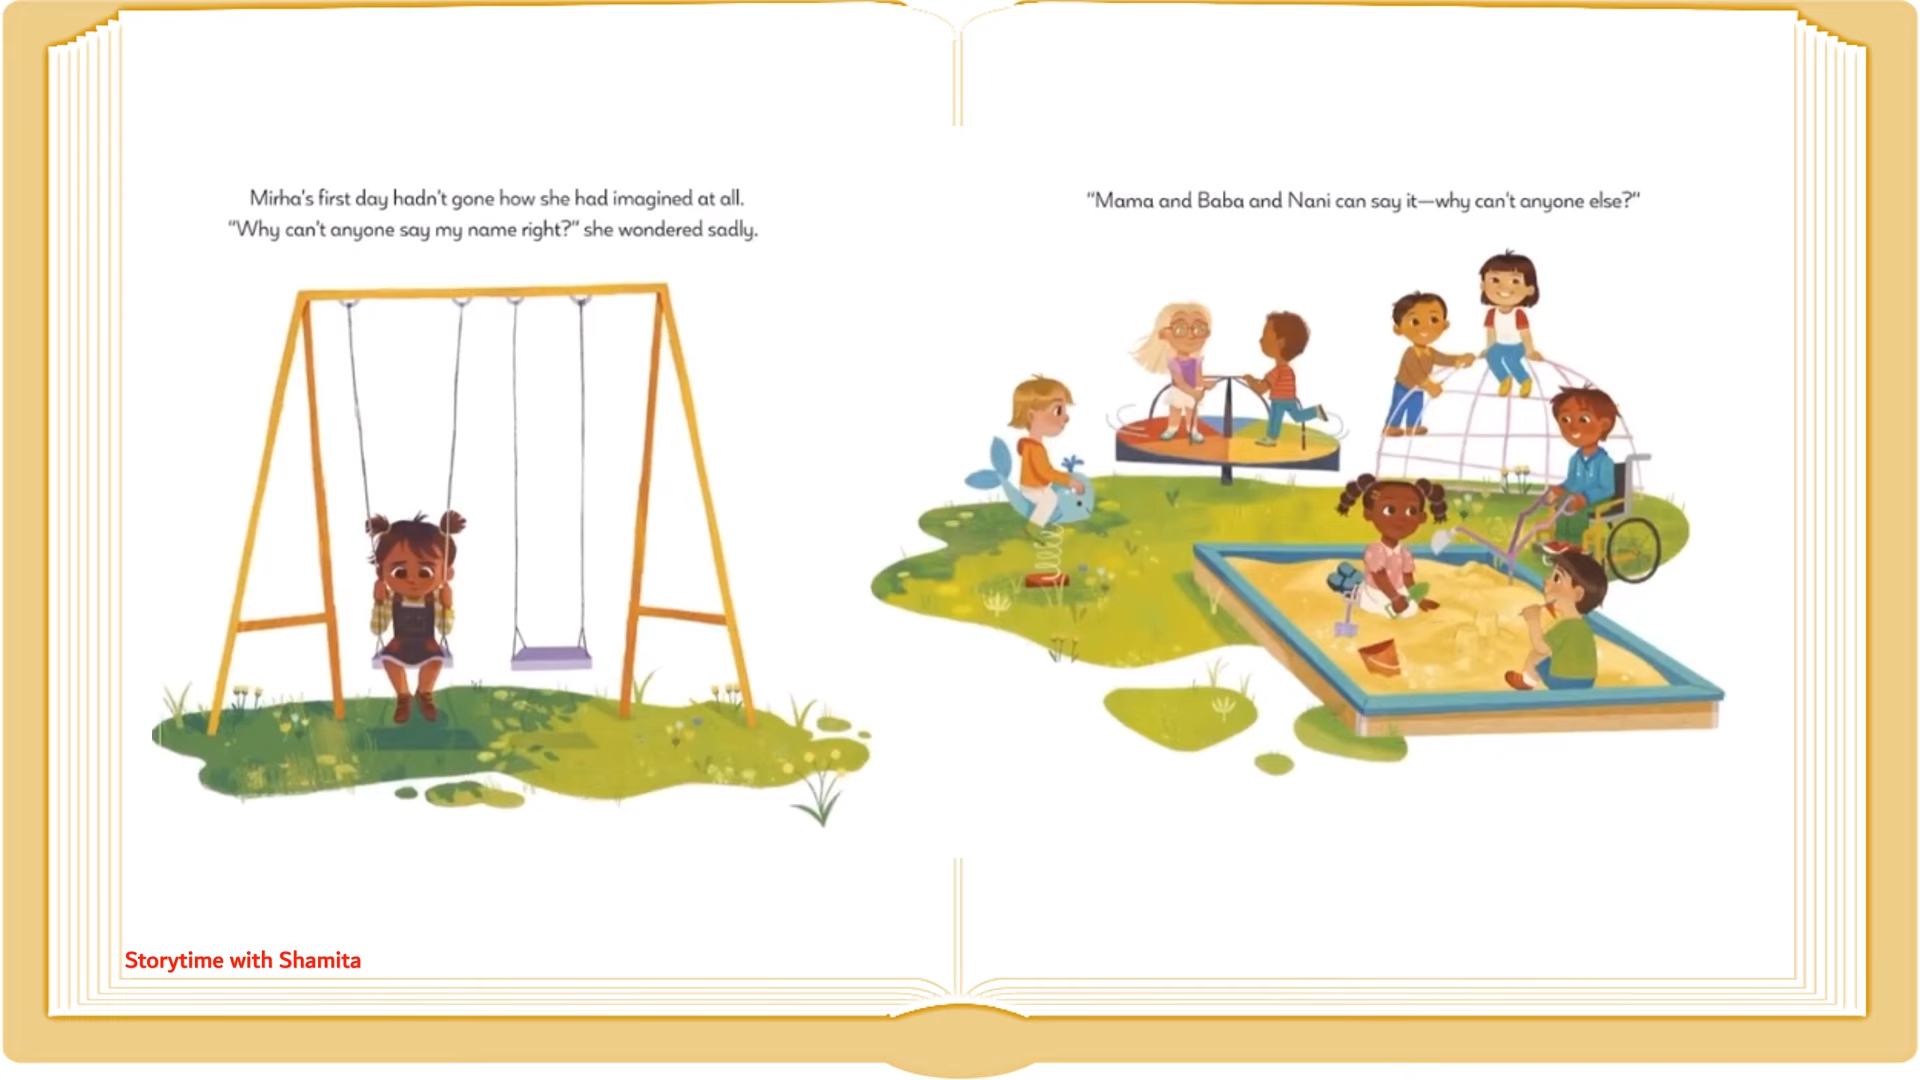 Mirha's first day hadn't gone how she had imagined at all.
“Why can't anyone say my name right?” she wondered sadly.
“Mama and Baba and Nani can say it—why can't anyone else?”
Storytime with Shamita